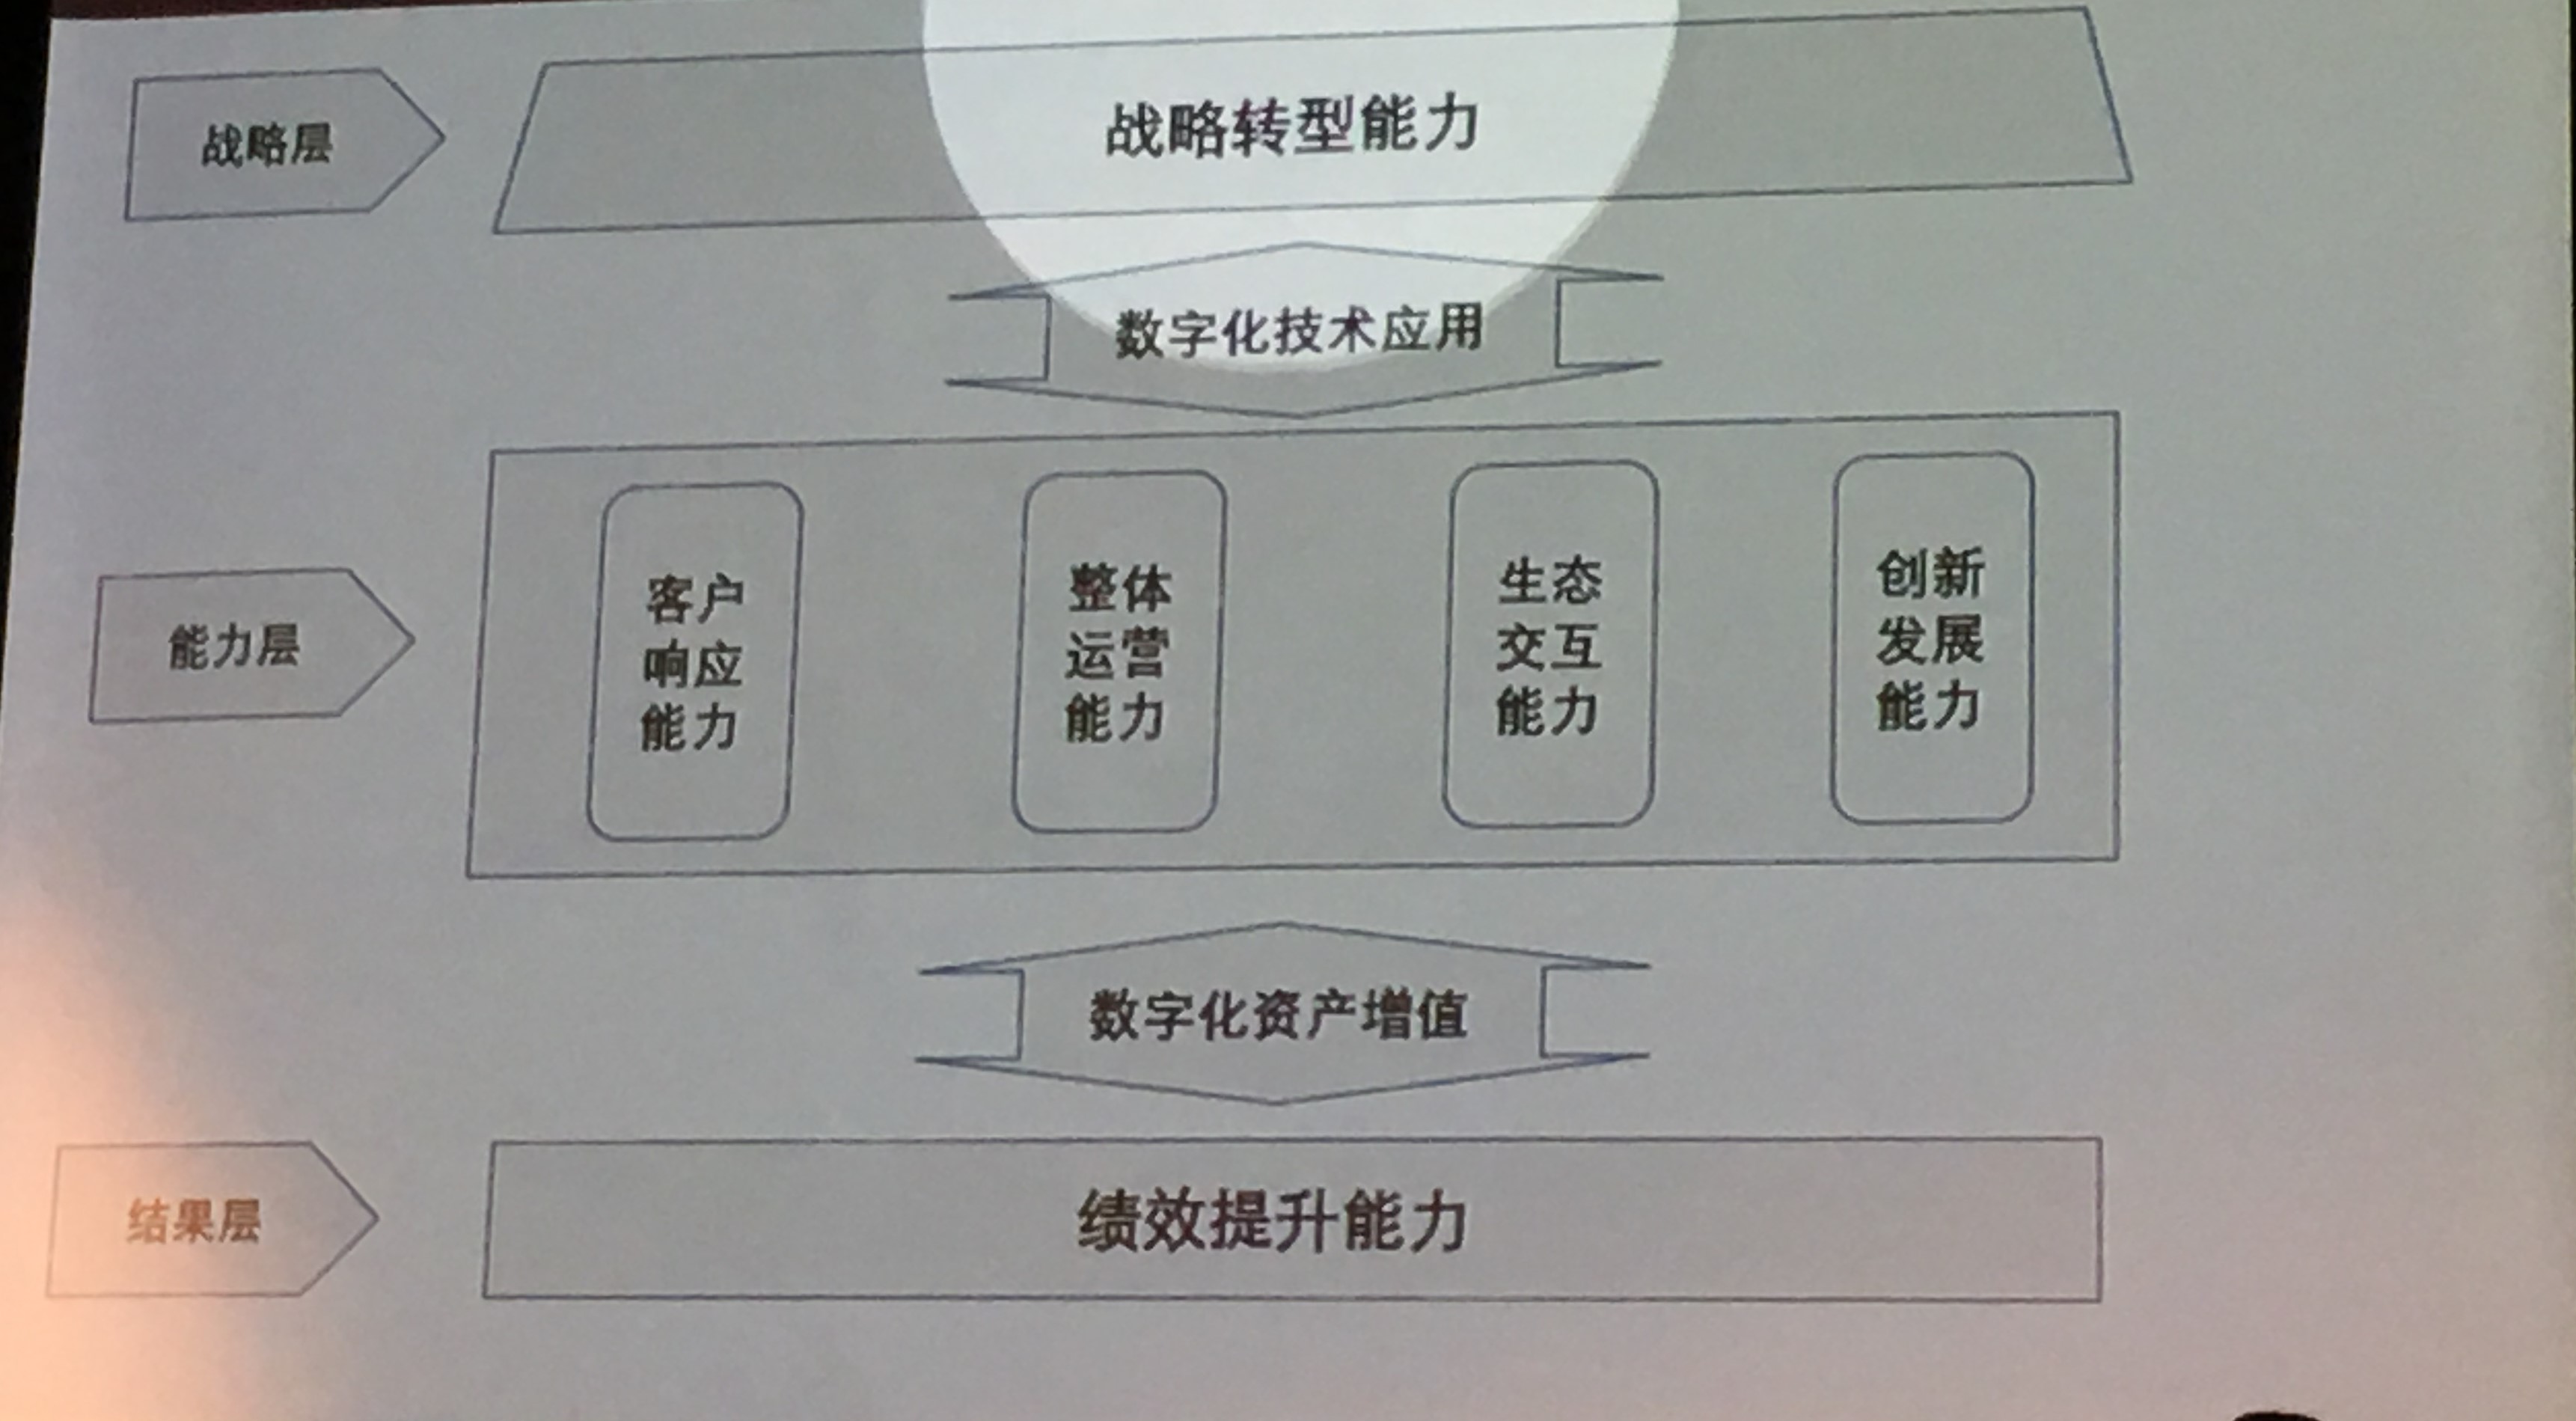 战略层
战略转型能力
数字化技术应用
能力层
客户
响应
能力
整体
运营
能力
生态
交互
能力
创新
发展
能力
数字化资产增值
结果层
绩效提升能力